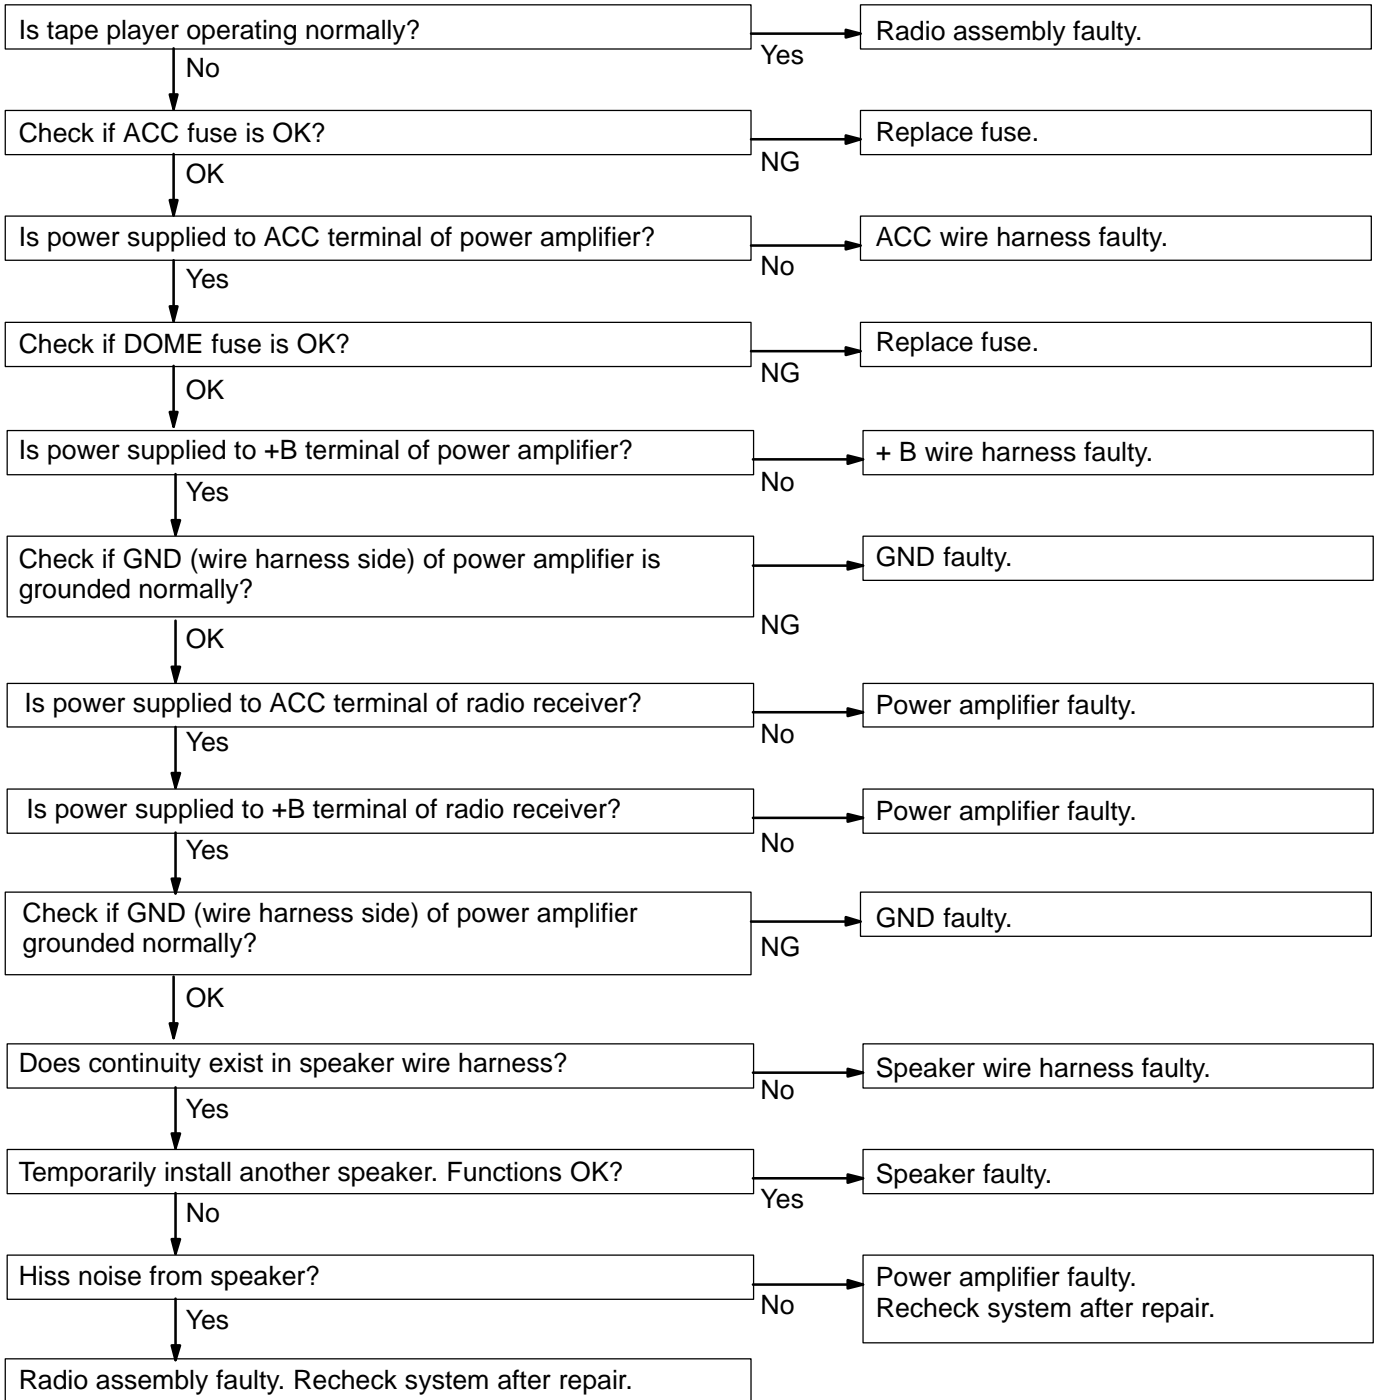 Is tape player operating normally?
Yes
Radio assembly faulty.
No
Check if ACC fuse is OK?
NG
Replace fuse.
OK
Is power supplied to ACC terminal of power amplifier?
No
ACC wire harness faulty.
Yes
Check if DOME fuse is OK?
NG
Replace fuse.
OK
Is power supplied to +B terminal of power amplifier?
No
+ B wire harness faulty.
Yes
Check if GND (wire harness side) of power amplifier is
grounded normally?
NG
GND faulty.
OK
Is power supplied to ACC terminal of radio receiver?
No
Power amplifier faulty.
Yes
Is power supplied to +B terminal of radio receiver?
No
Power amplifier faulty.
Yes
Check if GND (wire harness side) of power amplifier
grounded normally?
NG
GND faulty.
OK
Does continuity exist in speaker wire harness?
No
Speaker wire harness faulty.
Yes
Temporarily install another speaker. Functions OK?
Yes
Speaker faulty.
No
Hiss noise from speaker?
No
Power amplifier faulty.
Recheck system after repair.
Yes
Radio assembly faulty. Recheck system after repair.